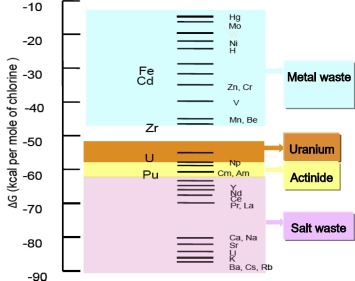 ΔG (kcal per mole of chlorine )
-10
-20
-30
-40
-50
-60
-70
-80
-90
Hg
Mo
Ni
H
Fe
Cd
Zn, Cr
V
Mn, Be
Zr
U
Np
Pu
Cm, Am
Y
Nd
Ce
Pr, La
Ca, Na
Sr
Li
K
Ba, Cs, Rb
Metal waste
Uranium
Actinide
Salt waste